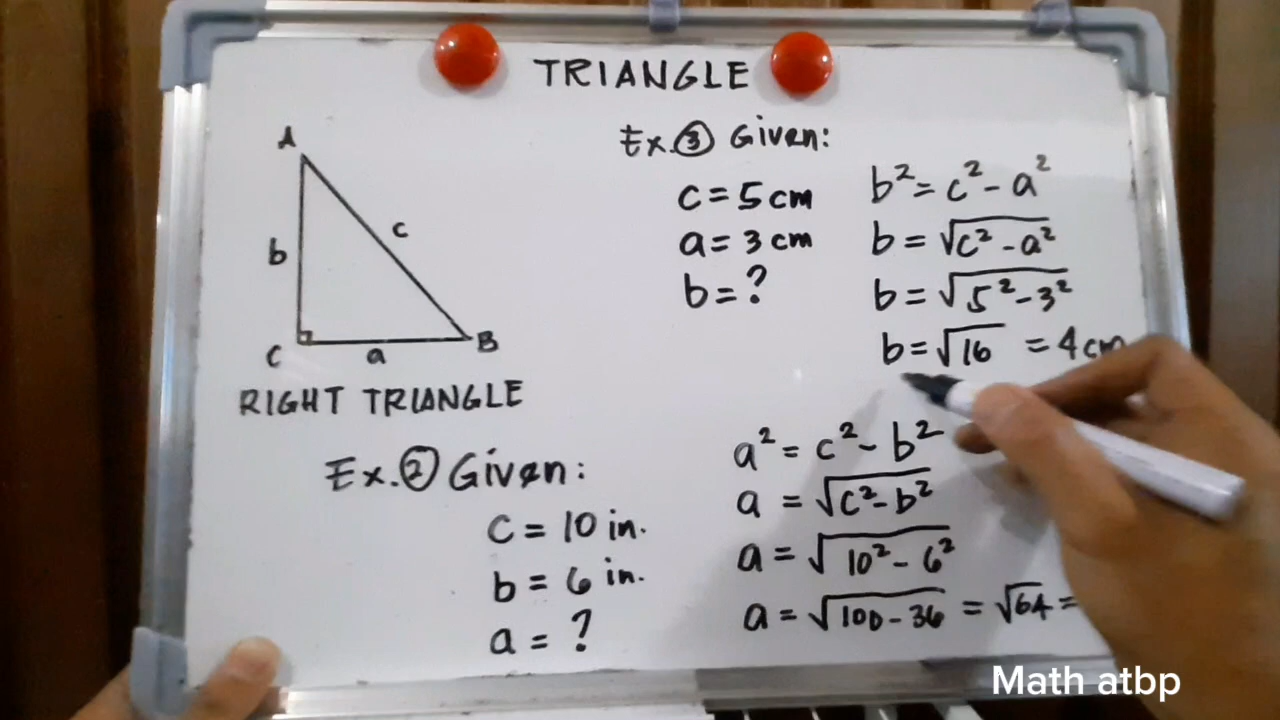 TRIANGLE
A
b
c
C
a
B
RIGHT TRIANGLE
Ex. ③ Given:
c = 5 cm
a = 3 cm
b = ?
b² = c² - a²
b = √c² - a²
b = √5² - 3²
b = √16 = 4 cm
Ex. ② Given:
c = 10 in.
b = 6 in.
a = ?
a² = c² - b²
a = √c² - b²
a = √10² - 6²
a = √100 - 36 = √64 =
Math atbp